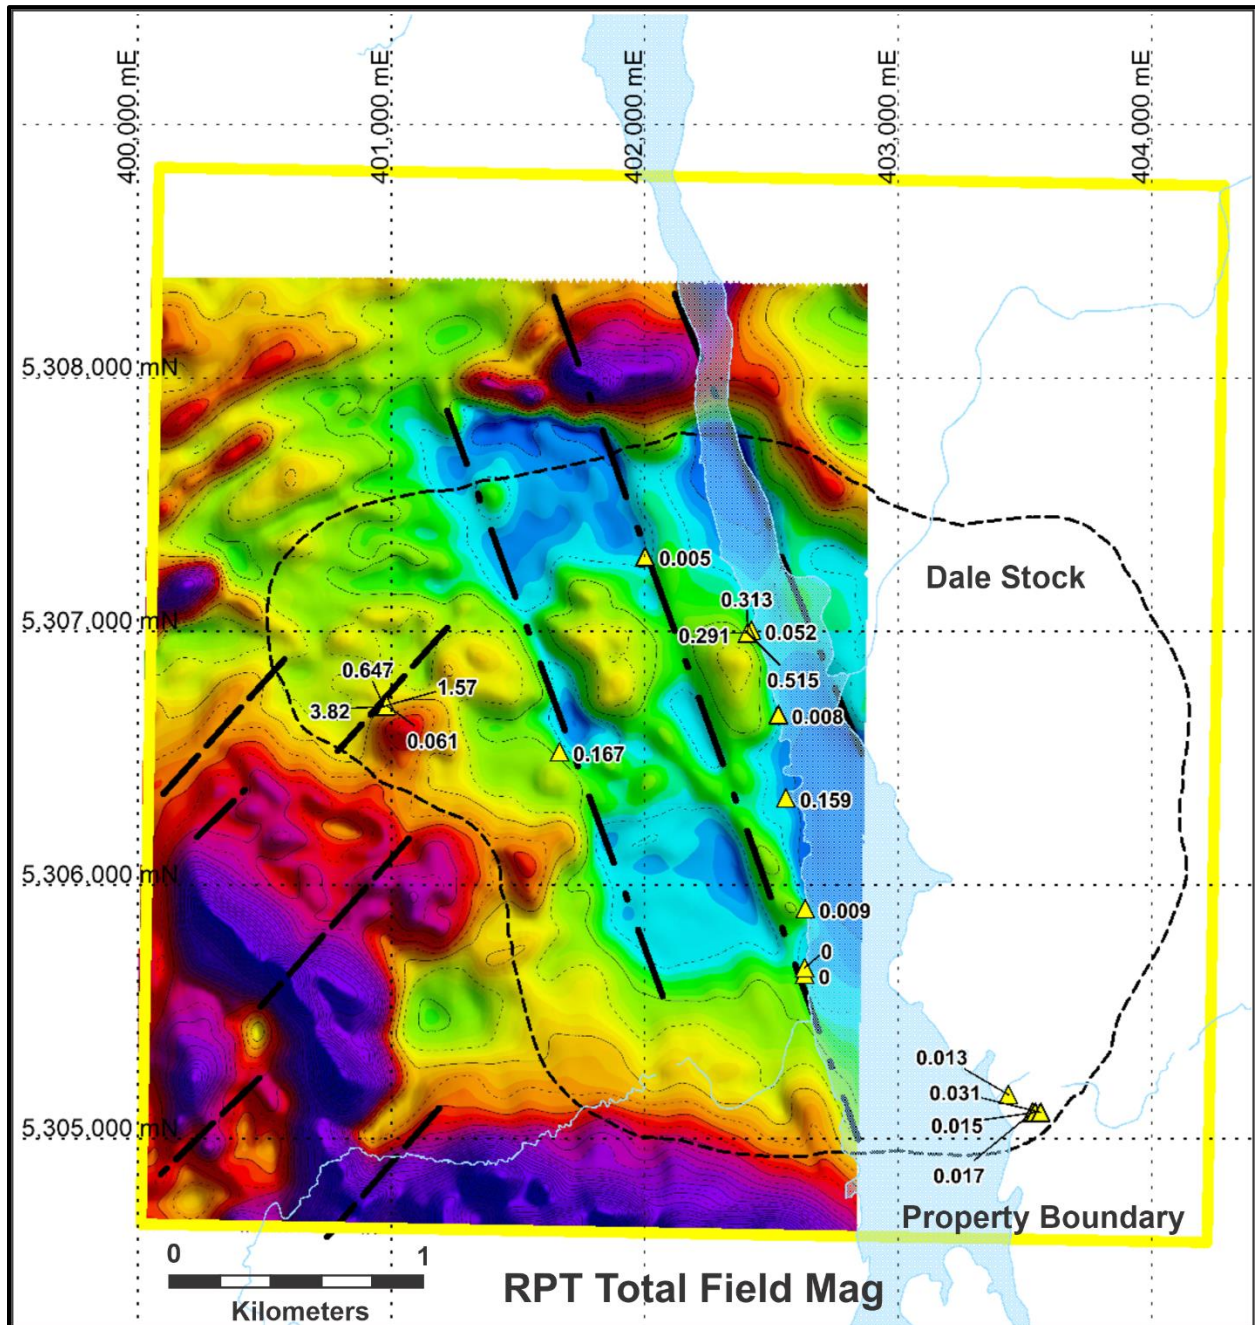 400,000 mE
401,000 mE
402,000 mE
403,000 mE
404,000 mE
5,308,000 mN
0.005
Dale Stock
0.313
5,307,000 mN
0.291
0.052
0.647
0.515
1.57
3.82
0.008
0.061
0.167
0.159
5,306,000 mN
0.009
0
0
0.013
0.031
5,305,000 mN
0.015
0.017
Property Boundary
0 1
Kilometers
RPT Total Field Mag